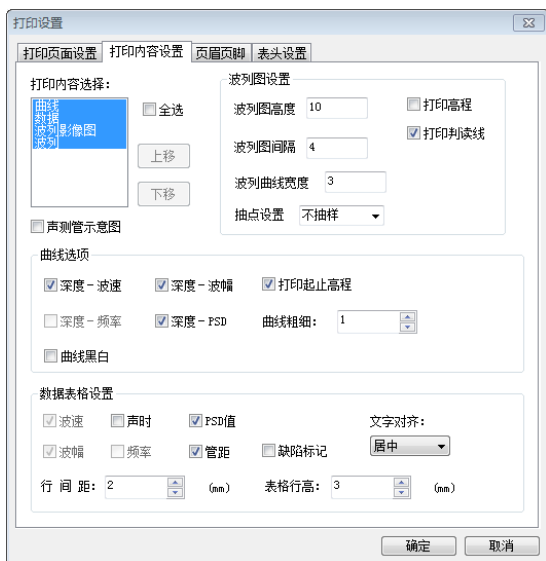 打印设置
打印页面设置 打印内容设置 页眉页脚 表头设置
打印内容选择:
曲线
数据
波列影像图
波列
全选
上移
下移
声测管示意图
波列图设置
波列图高度 10 打印高程
波列图间隔 4 打印判读线
波列曲线宽度 3
抽点设置 不抽样
曲线选项
深度-波速 深度-波幅 打印起止高程
深度-频率 深度-PSD 曲线粗细: 1
曲线黑白
数据表格设置
波速 声时 PSD值 文字对齐:
波幅 频率 管距 缺陷标记 居中
行 间 距: 2 (mm) 表格行高: 3 (mm)
确定 取消